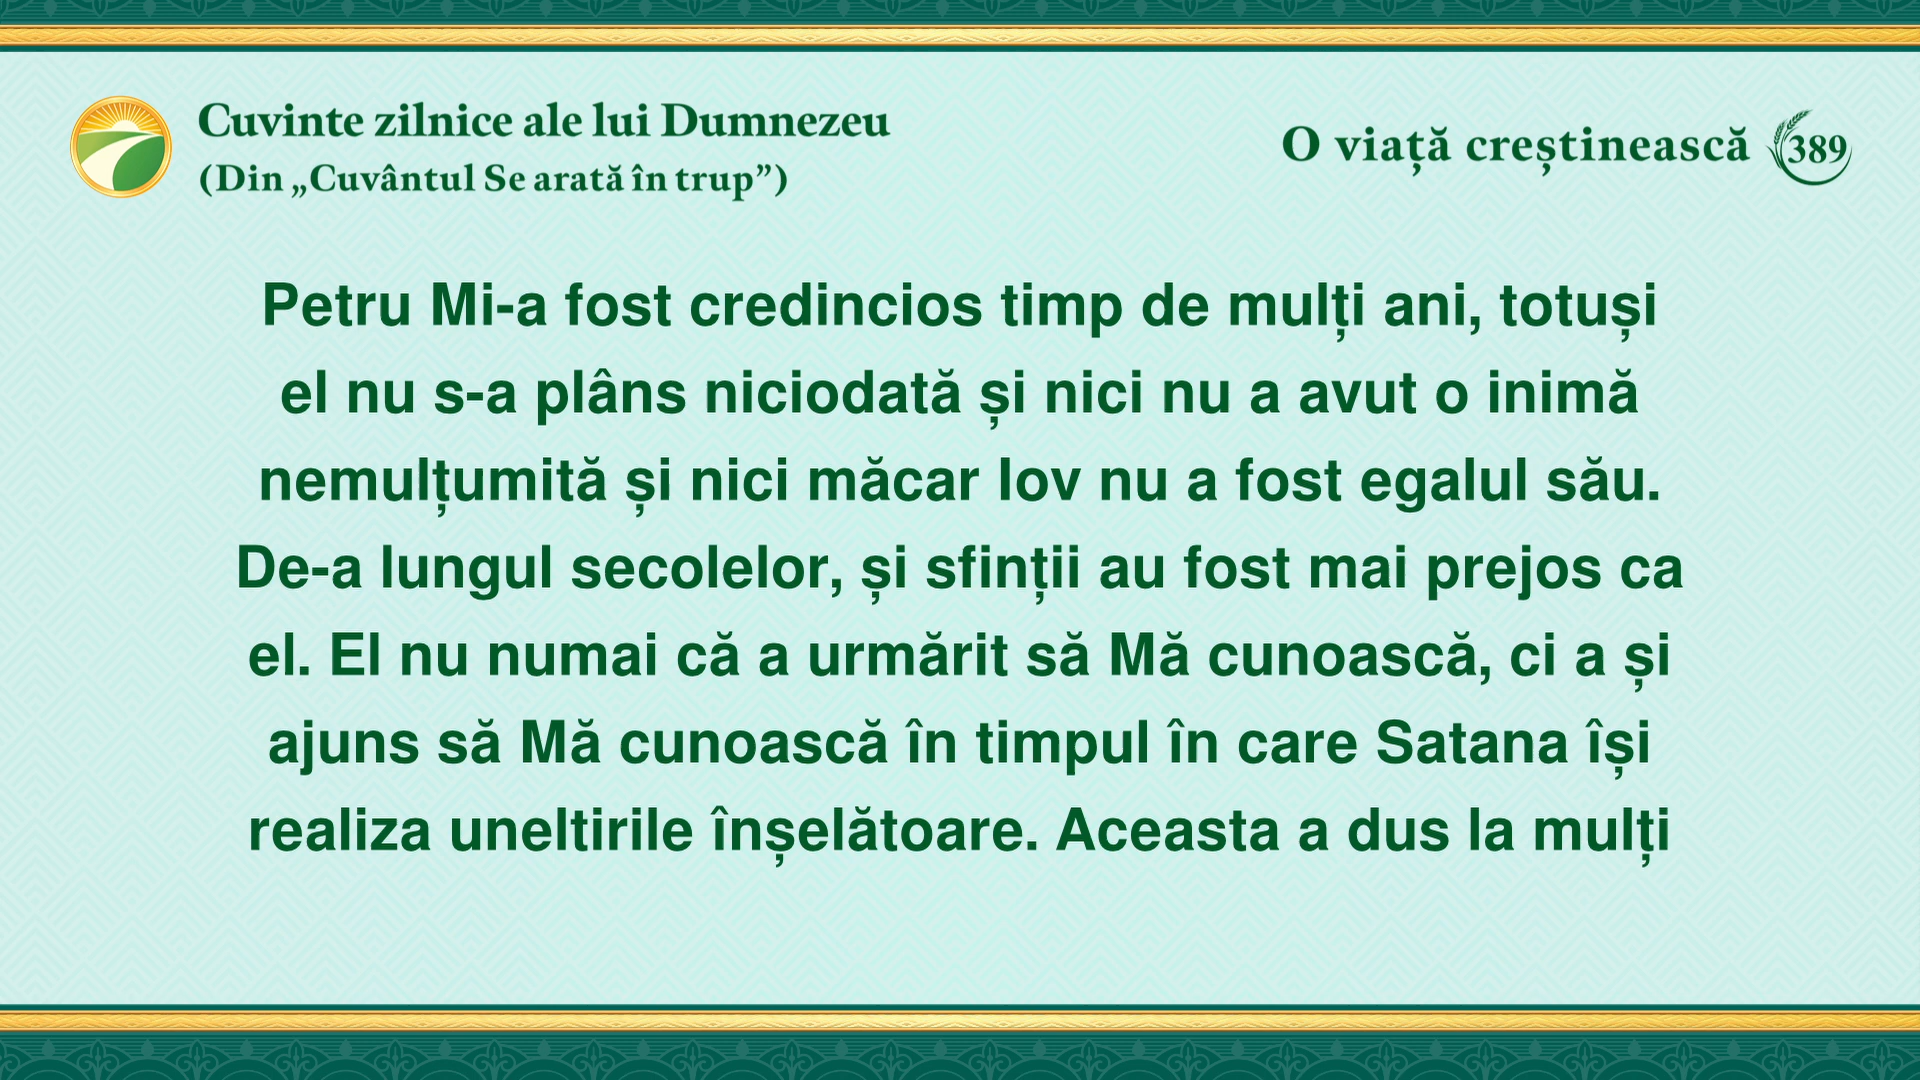 Cuvinte zilnice ale lui Dumnezeu
(Din „Cuvântul Se arată în trup”)
O viață creștinească 389
Petru Mi-a fost credincios timp de mulți ani, totuși
el nu s-a plâns niciodată și nici nu a avut o inimă
nemulțumită și nici măcar Iov nu a fost egalul său.
De-a lungul secolelor, și sfinții au fost mai prejos ca
el. El nu numai că a urmărit să Mă cunoască, ci a și
ajuns să Mă cunoască în timpul în care Satana își
realiza uneltirile înșelătoare. Aceasta a dus la mulți